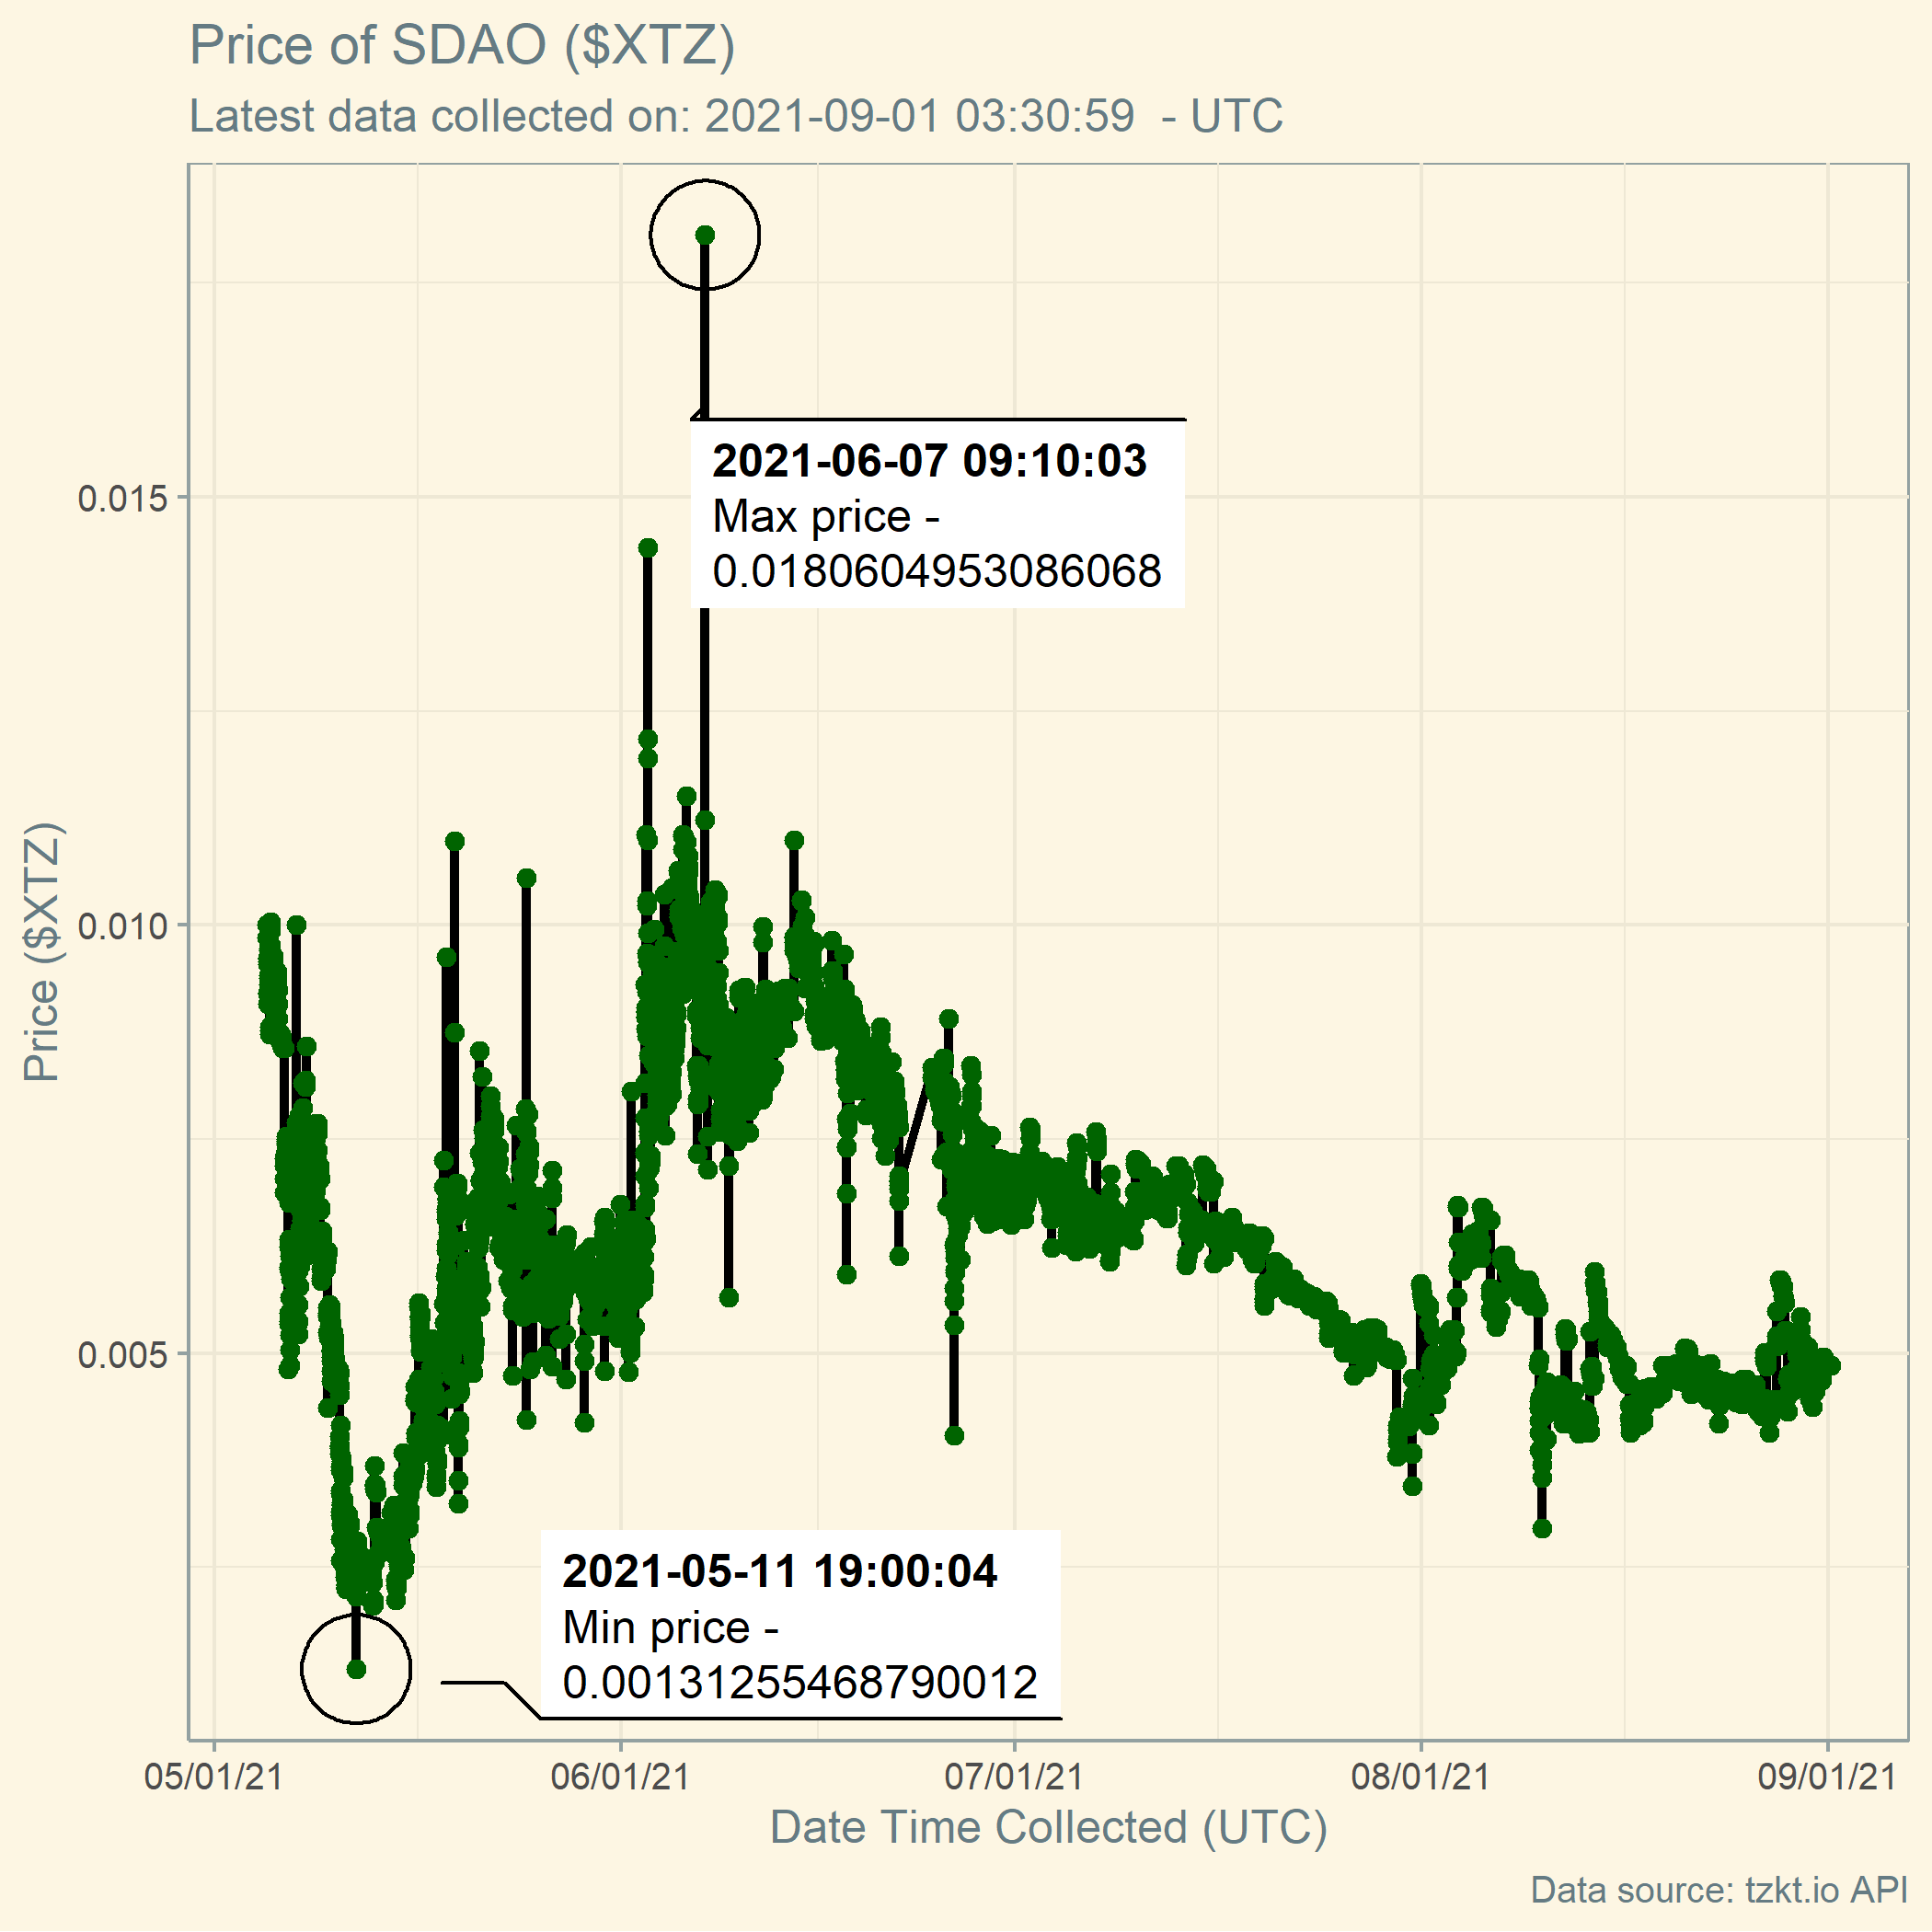 Price of SDAO ($XTZ)
Latest data collected on: 2021-09-01 03:30:59  - UTC
2021-06-07 09:10:03
Max price -
0.0180604953086068
0.015
0.010
0.005
Price ($XTZ)
2021-05-11 19:00:04
Min price -
0.00131255468790012
05/01/21
06/01/21
07/01/21
08/01/21
09/01/21
Date Time Collected (UTC)
Data source: tzkt.io API